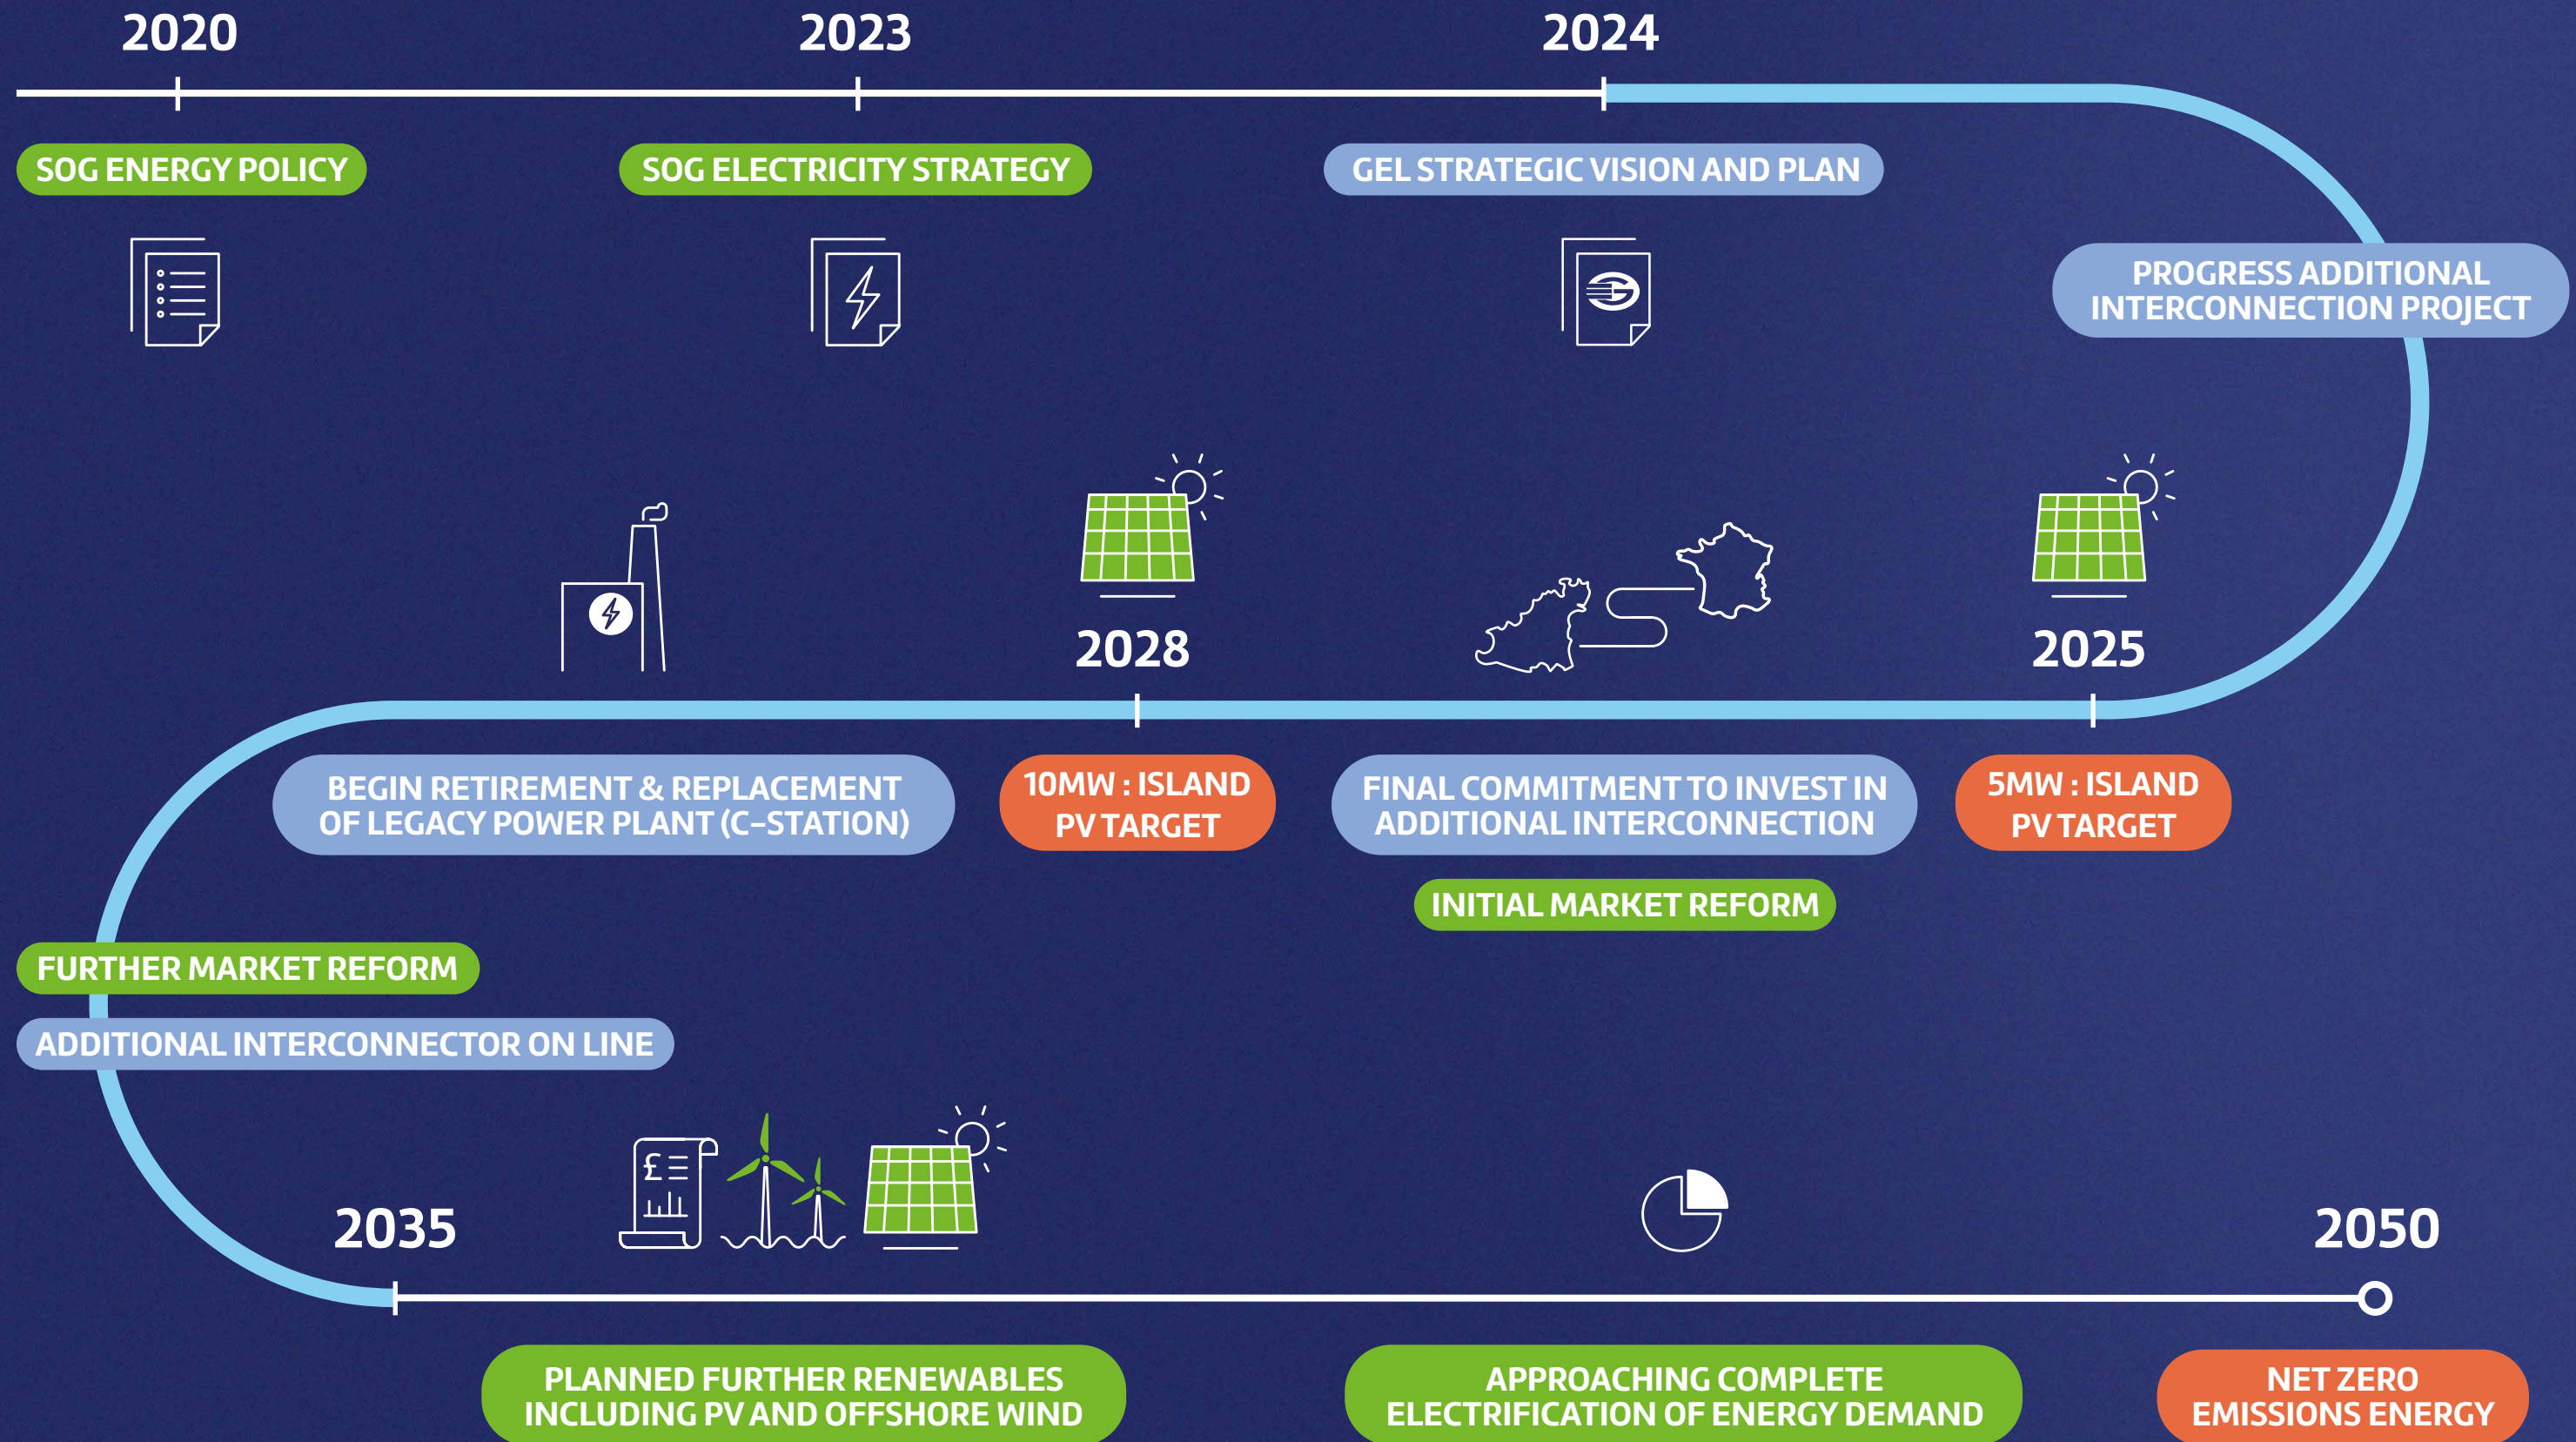 2020
2023
2024
SOG ENERGY POLICY
SOG ELECTRICITY STRATEGY
GEL STRATEGIC VISION AND PLAN
PROGRESS ADDITIONAL
INTERCONNECTION PROJECT
2025
5MW : ISLAND
PV TARGET
FINAL COMMITMENT TO INVEST IN
ADDITIONAL INTERCONNECTION
INITIAL MARKET REFORM
2028
10MW : ISLAND
PV TARGET
BEGIN RETIREMENT & REPLACEMENT
OF LEGACY POWER PLANT (C–STATION)
FURTHER MARKET REFORM
ADDITIONAL INTERCONNECTOR ON LINE
2035
£
PLANNED FURTHER RENEWABLES
INCLUDING PV AND OFFSHORE WIND
APPROACHING COMPLETE
ELECTRIFICATION OF ENERGY DEMAND
2050
NET ZERO
EMISSIONS ENERGY